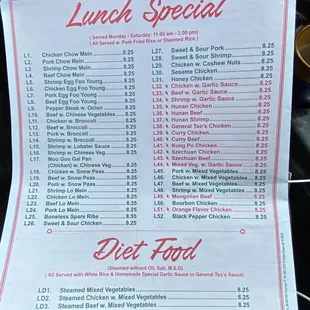 Lunch Special
( Served Monday - Saturday: 11:00 am - 3:00 pm)
( All Served w. Pork Fried Rice or Steamed Rice )
L1. Chicken Chow Mein 8.25
L2. Pork Chow Mein 8.25
L3. Shrimp Chow Mein 8.25
L4. Beef Chow Mein 8.25
L5. Shrimp Egg Foo Young 8.25
L6. Chicken Egg Foo Young 8.25
L7. Pork Egg Foo Young 8.25
L8. Beef Egg Foo Young 8.25
L9. Pepper Steak w. Onion 8.25
L10. Beef w. Chinese Vegetables 8.25
L11. Chicken w. Broccoli 8.25
L12. Beef w. Broccoli 8.25
L13. Pork w. Broccoli 8.25
L14. Shrimp w. Broccoli 8.25
L15. Shrimp w. Lobster Sauce 8.25
L16. Shrimp w. Chinese Veg 8.25
L17. Moo Goo Gai Pan
(Chicken) w. Chinese Veg 8.25
L18. Chicken w. Snow Peas 8.25
L19. Beef w. Snow Peas 8.25
L20. Pork w. Snow Peas 8.25
L21. Shrimp Lo Mein 8.25
L22. Chicken Lo Mein 8.25
L23. Beef Lo Mein 8.25
L24. Pork Lo Mein 8.25
L25. Boneless Spare Ribs 8.25
L26. Sweet & Sour Chicken 8.25
L27. Sweet & Sour Pork 8.25
L28. Sweet & Sour Shrimp 8.25
L29. Chicken w. Cashew Nuts 8.25
L30. Sesame Chicken 8.25
L31. Honey Chicken 8.25
L32. Chicken w. Garlic Sauce 8.25
L33. Beef w. Garlic Sauce 8.25
L34. Shrimp w. Garlic Sauce 8.25
L35. Hunan Chicken 8.25
L36. Hunan Beef 8.25
L37. Hunan Shrimp 8.25
L38. General Tso's Chicken 8.25
L39. Curry Chicken 8.25
L40. Curry Beef 8.25
L41. Kung Po Chicken 8.25
L42. Szechuan Chicken 8.25
L43. Szechuan Beef 8.25
L44. Mixed Veg. w. Garlic Sauce 8.25
L45. Pork w. Mixed Vegetables 8.25
L46. Chicken w. Mixed Vegetables 8.25
L47. Beef w. Mixed Vegetables 8.25
L48. Shrimp w. Mixed Vegetables 8.25
L49. Mongolian Beef 8.25
L50. Bourbon Chicken 8.25
L51. Orange Flavor Chicken 8.25
L52. Black Pepper Chicken 8.25
Diet Food
(Steamed without Oil, Salt, M.S.G)
( All Served with White Rice & Homemade Special Garlic Sauce or General Tso's Sauce)
LD1. Steamed Mixed Vegetables 8.25
LD2. Steamed Chicken w. Mixed Vegetables 8.25
LD3. Steamed Beef w. Mixed Vegetables 8.25